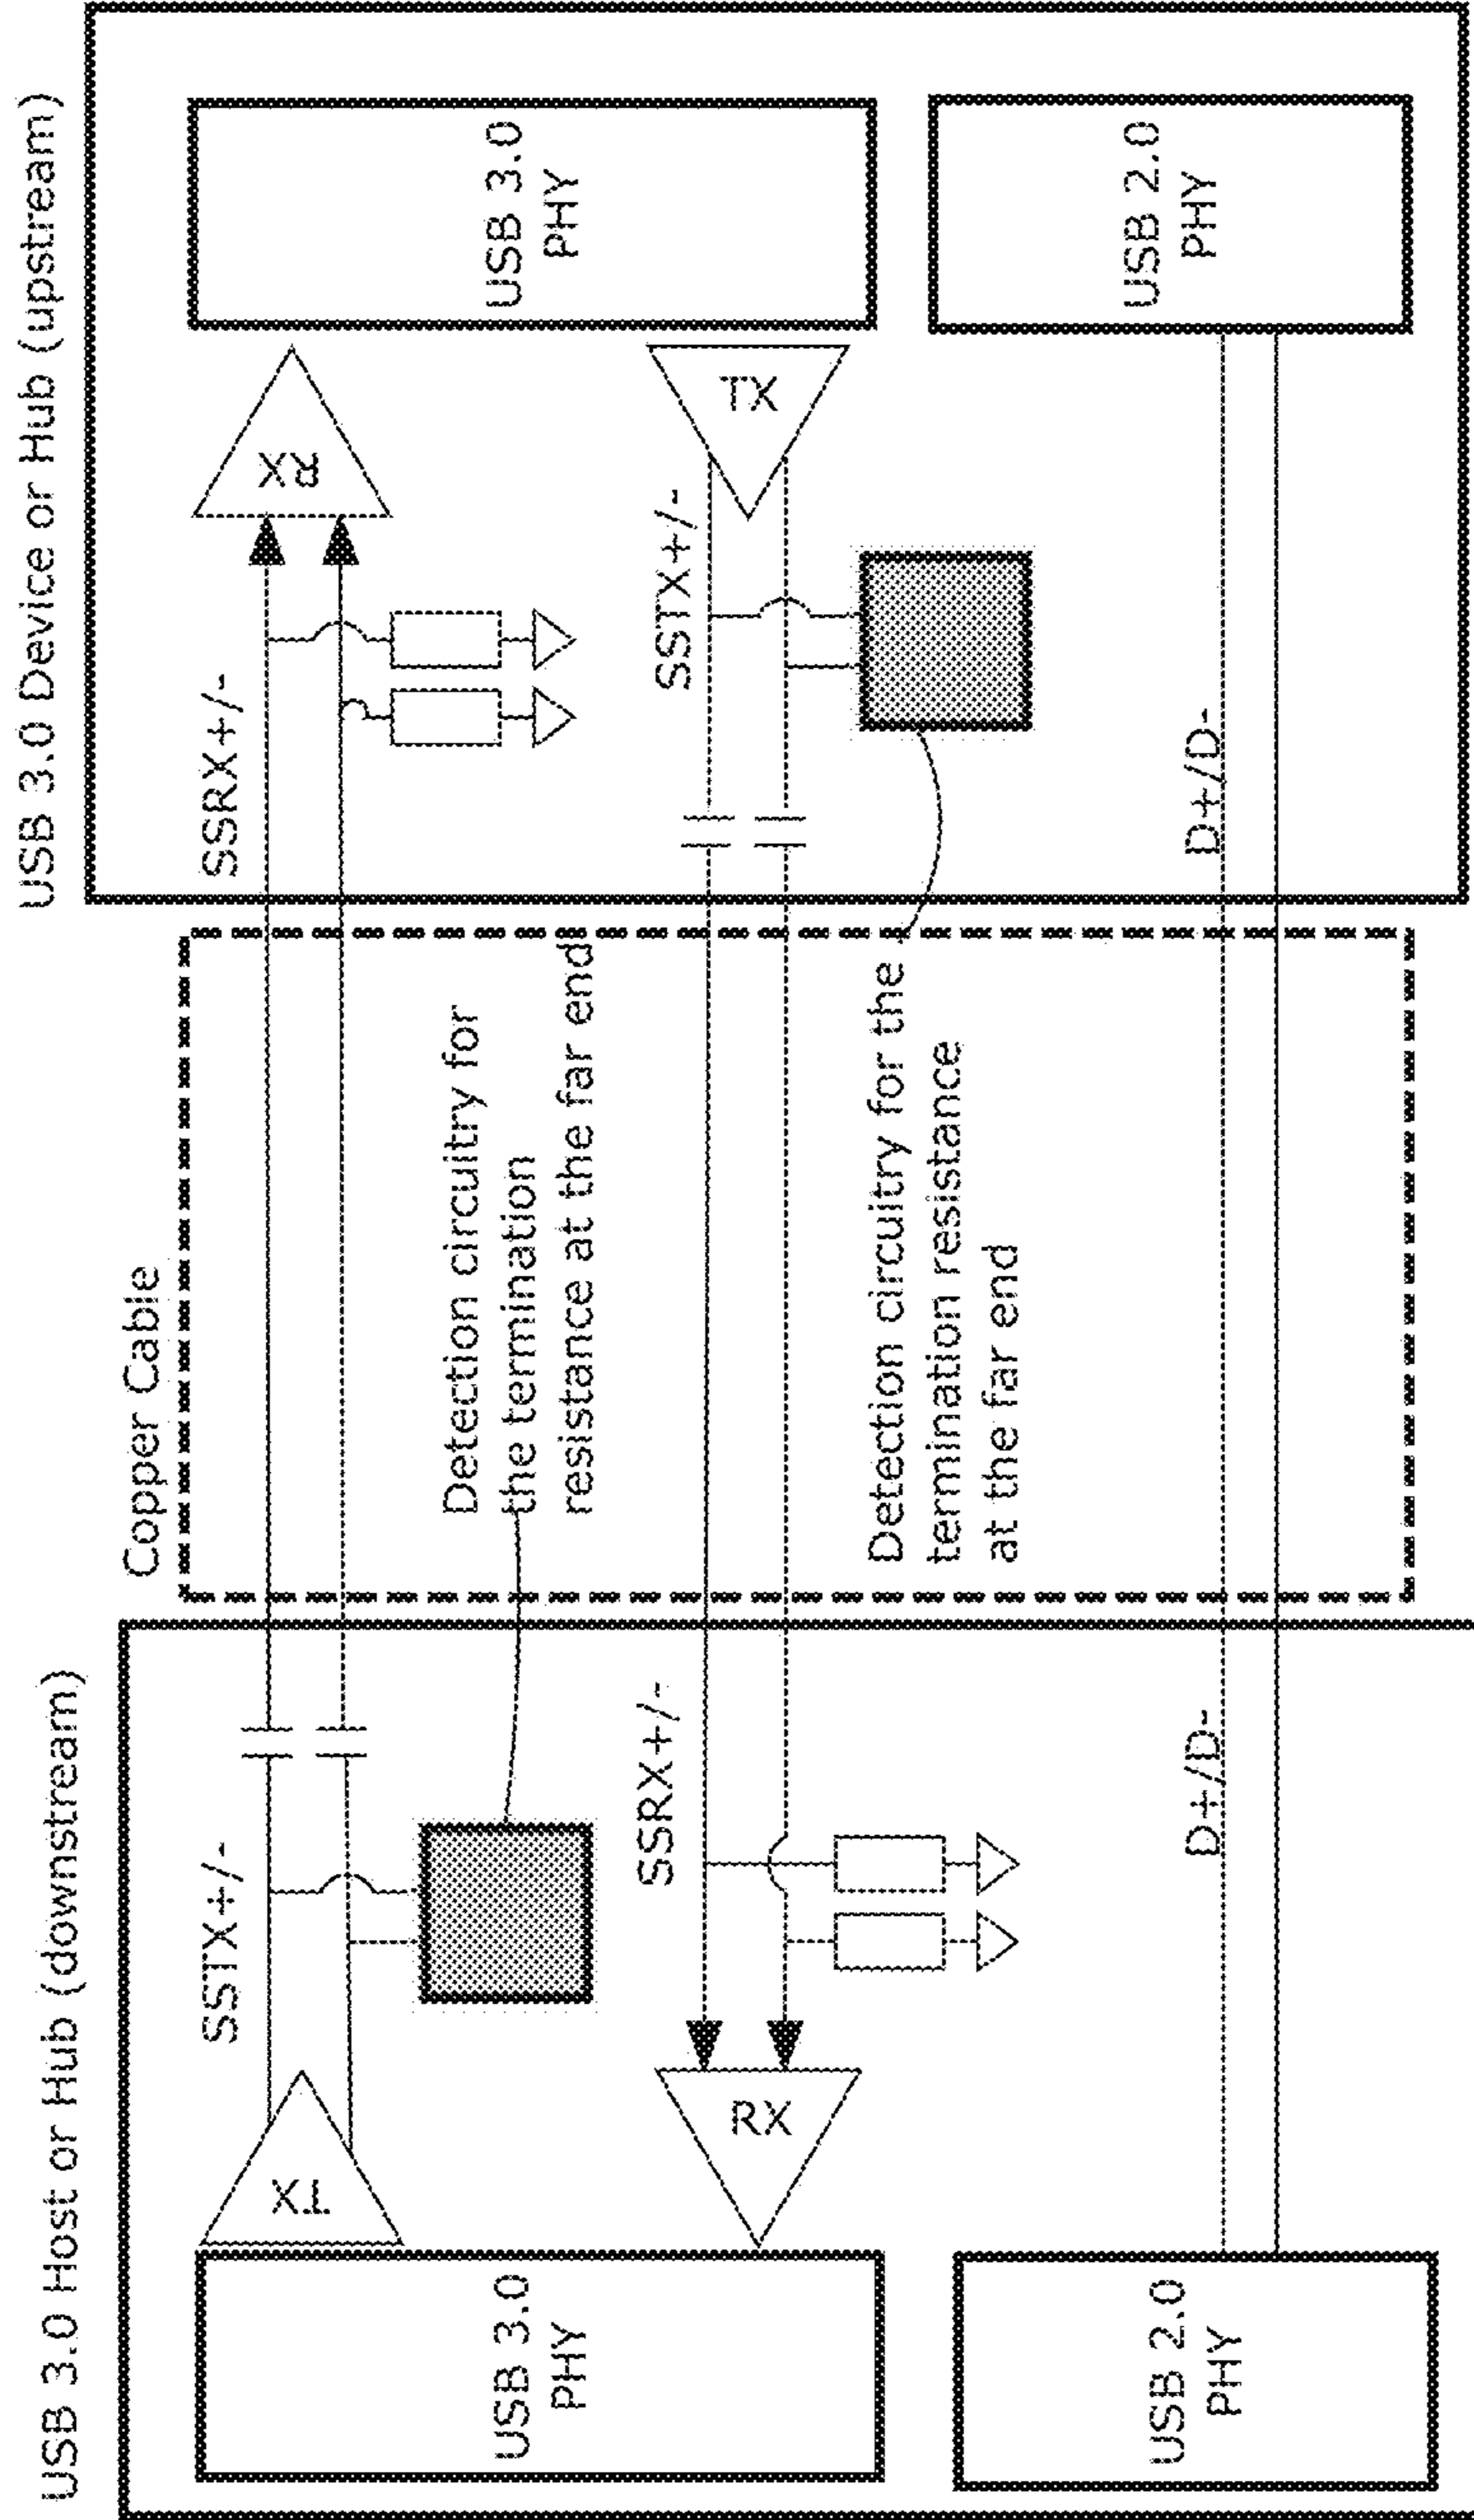 USB 3.0 Host or Hub (downstream)
USB 3.0 PHY
TX
SSTX+/-
RX
SSRX+/-
USB 2.0 PHY
D+/D-
Copper Cable
Detection circuitry for
the termination
resistance at the far end
Detection circuitry for the
termination resistance
at the far end
USB 3.0 Device or Hub (upstream)
SSRX+/-
RX
USB 3.0
PHY
SSTX+/-
TX
D+/D-
USB 2.0
PHY